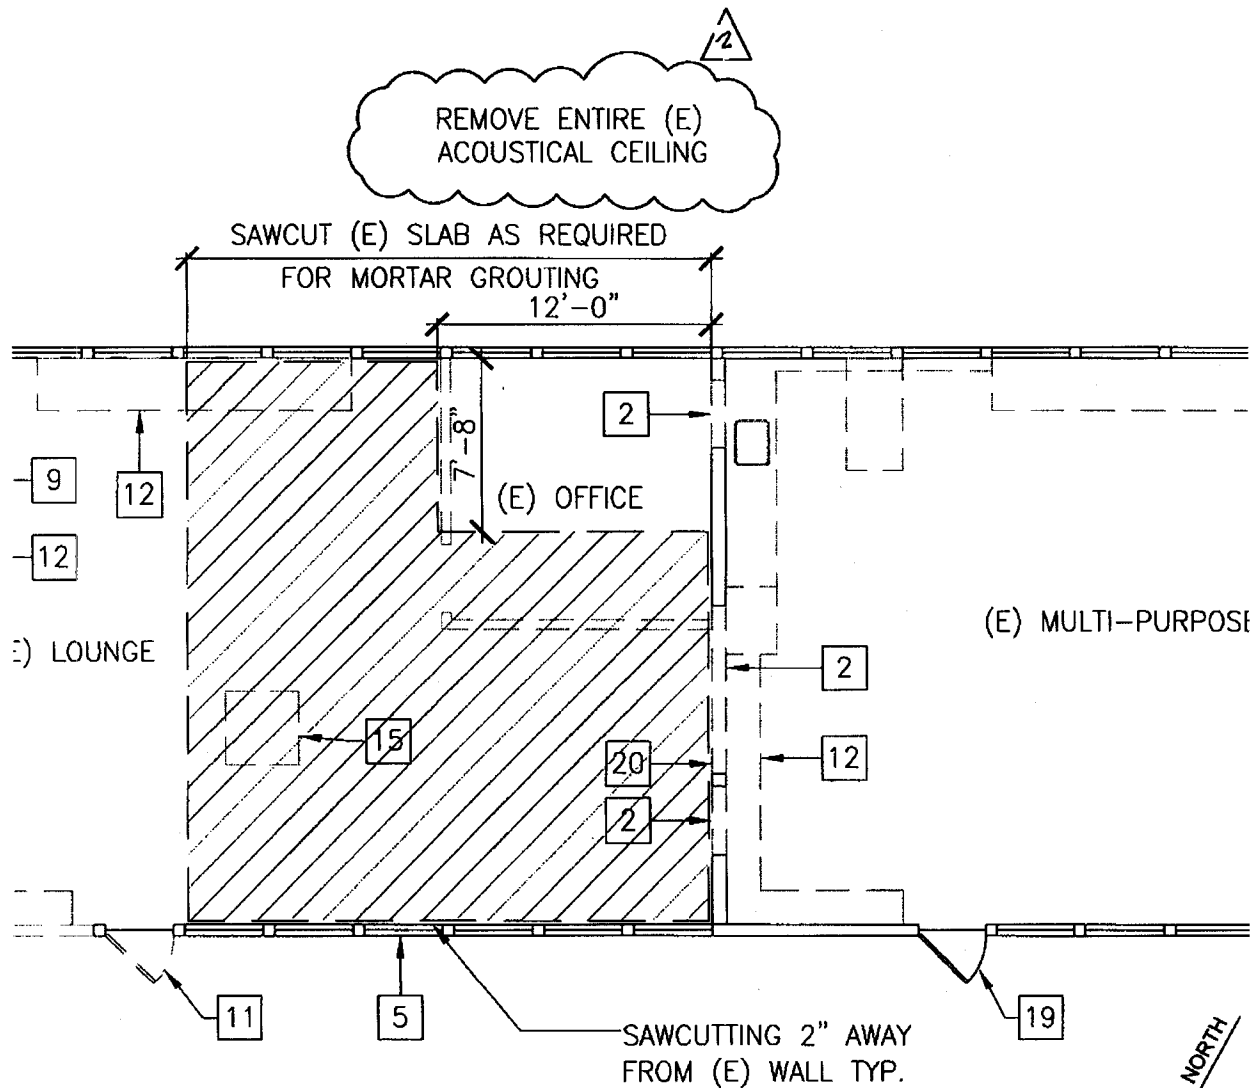 2
REMOVE ENTIRE (E)
ACOUSTICAL CEILING
SAWCUT (E) SLAB AS REQUIRED
FOR MORTAR GROUTING
12'-0"
7'-8"
2
9
12
(E) OFFICE
12
(E) MULTI-PURPOSE
E) LOUNGE
2
15
20
12
2
11
5
19
SAWCUTTING 2" AWAY
FROM (E) WALL TYP.
NORTH